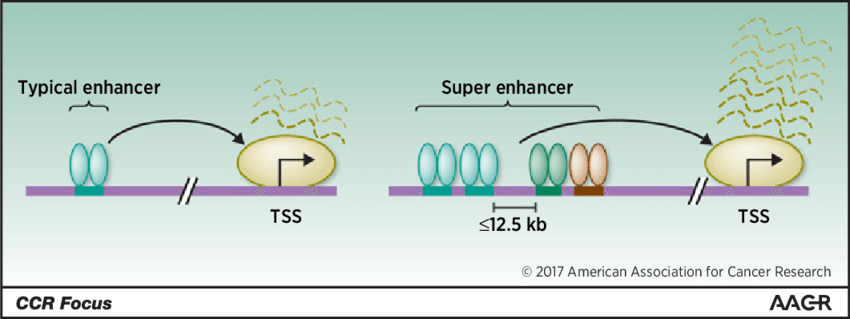 Typical enhancer
Super enhancer
TSS
≤12.5 kb
TSS
© 2017 American Association for Cancer Research
CCR Focus
AACR